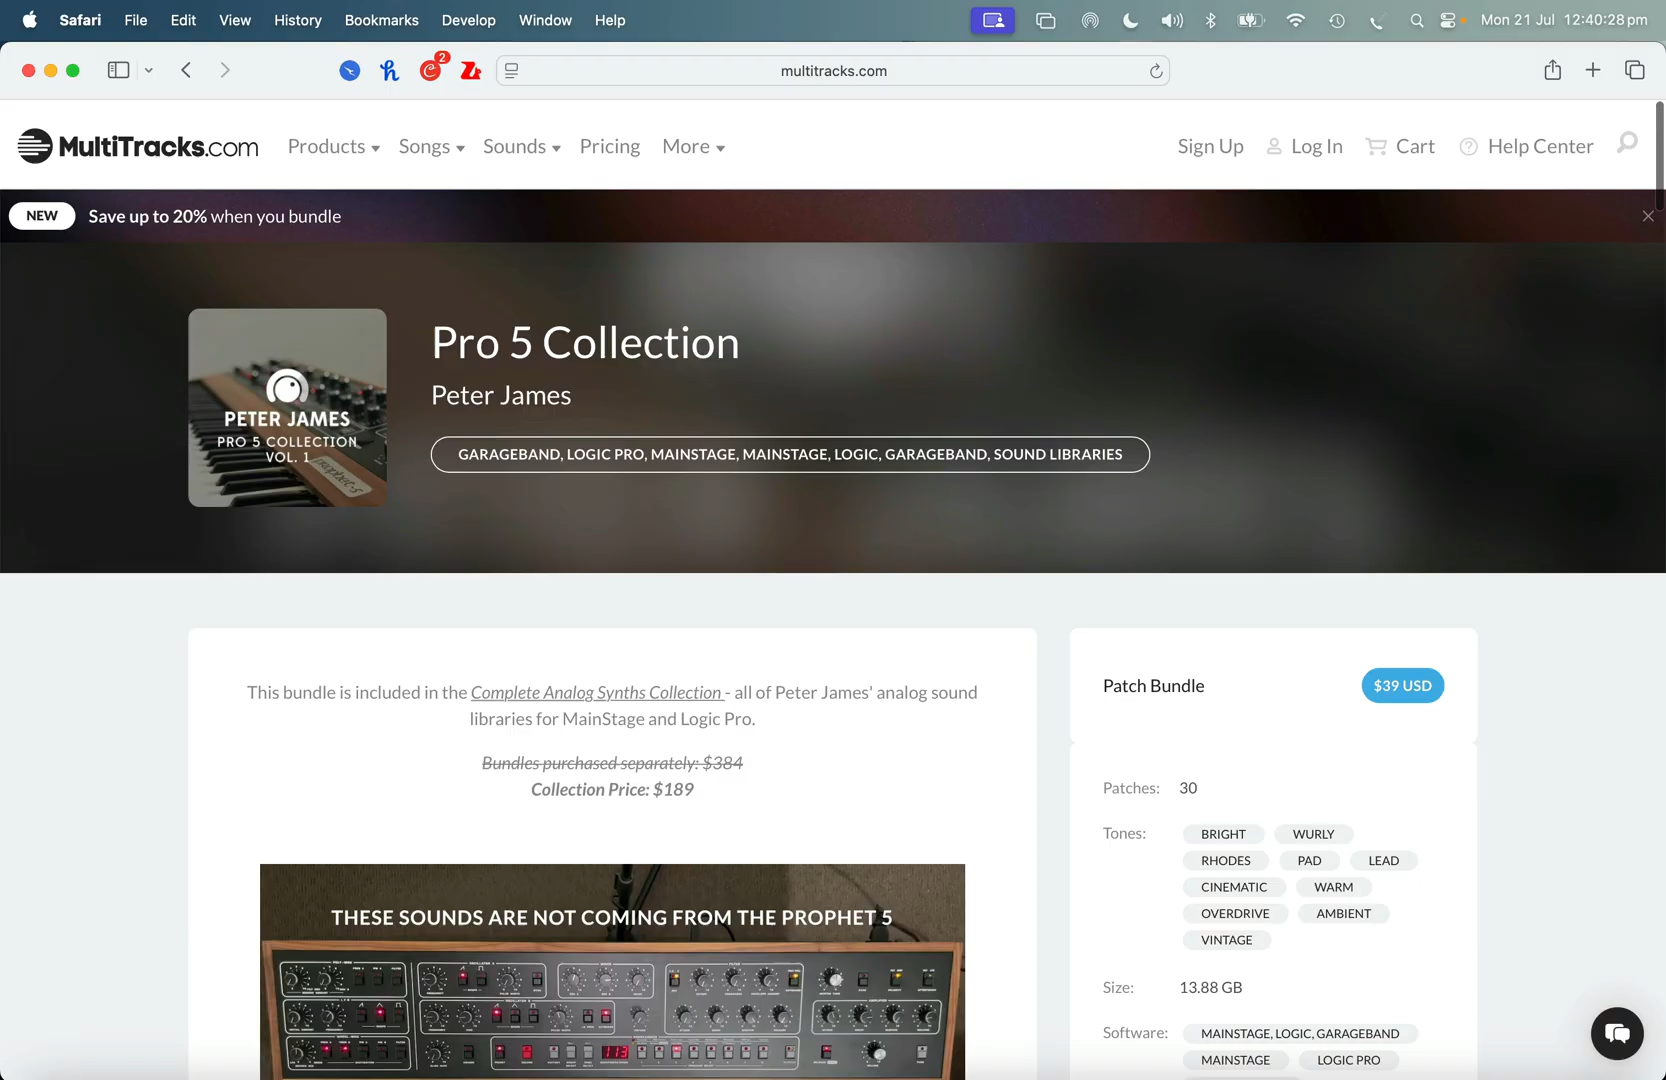 Safari File Edit View History Bookmarks Develop Window Help Mon 21 Jul 12:40:28 pm
2
multitracks.com
MultiTracks.com Products Songs Sounds Pricing More Sign Up Log In Cart Help Center
NEW Save up to 20% when you bundle
PETER JAMES
PRO 5 COLLECTION
VOL. 1
prophet-5
Pro 5 Collection
Peter James
GARAGEBAND, LOGIC PRO, MAINSTAGE, MAINSTAGE, LOGIC, GARAGEBAND, SOUND LIBRARIES
This bundle is included in the Complete Analog Synths Collection - all of Peter James' analog sound
libraries for MainStage and Logic Pro.
Bundles purchased separately: $384
Collection Price: $189
THESE SOUNDS ARE NOT COMING FROM THE PROPHET 5
113
Patch Bundle $39 USD
Patches: 30
Tones: BRIGHT WURLY
RHODES PAD LEAD
CINEMATIC WARM
OVERDRIVE AMBIENT
VINTAGE
Size: 13.88 GB
Software: MAINSTAGE, LOGIC, GARAGEBAND
MAINSTAGE LOGIC PRO